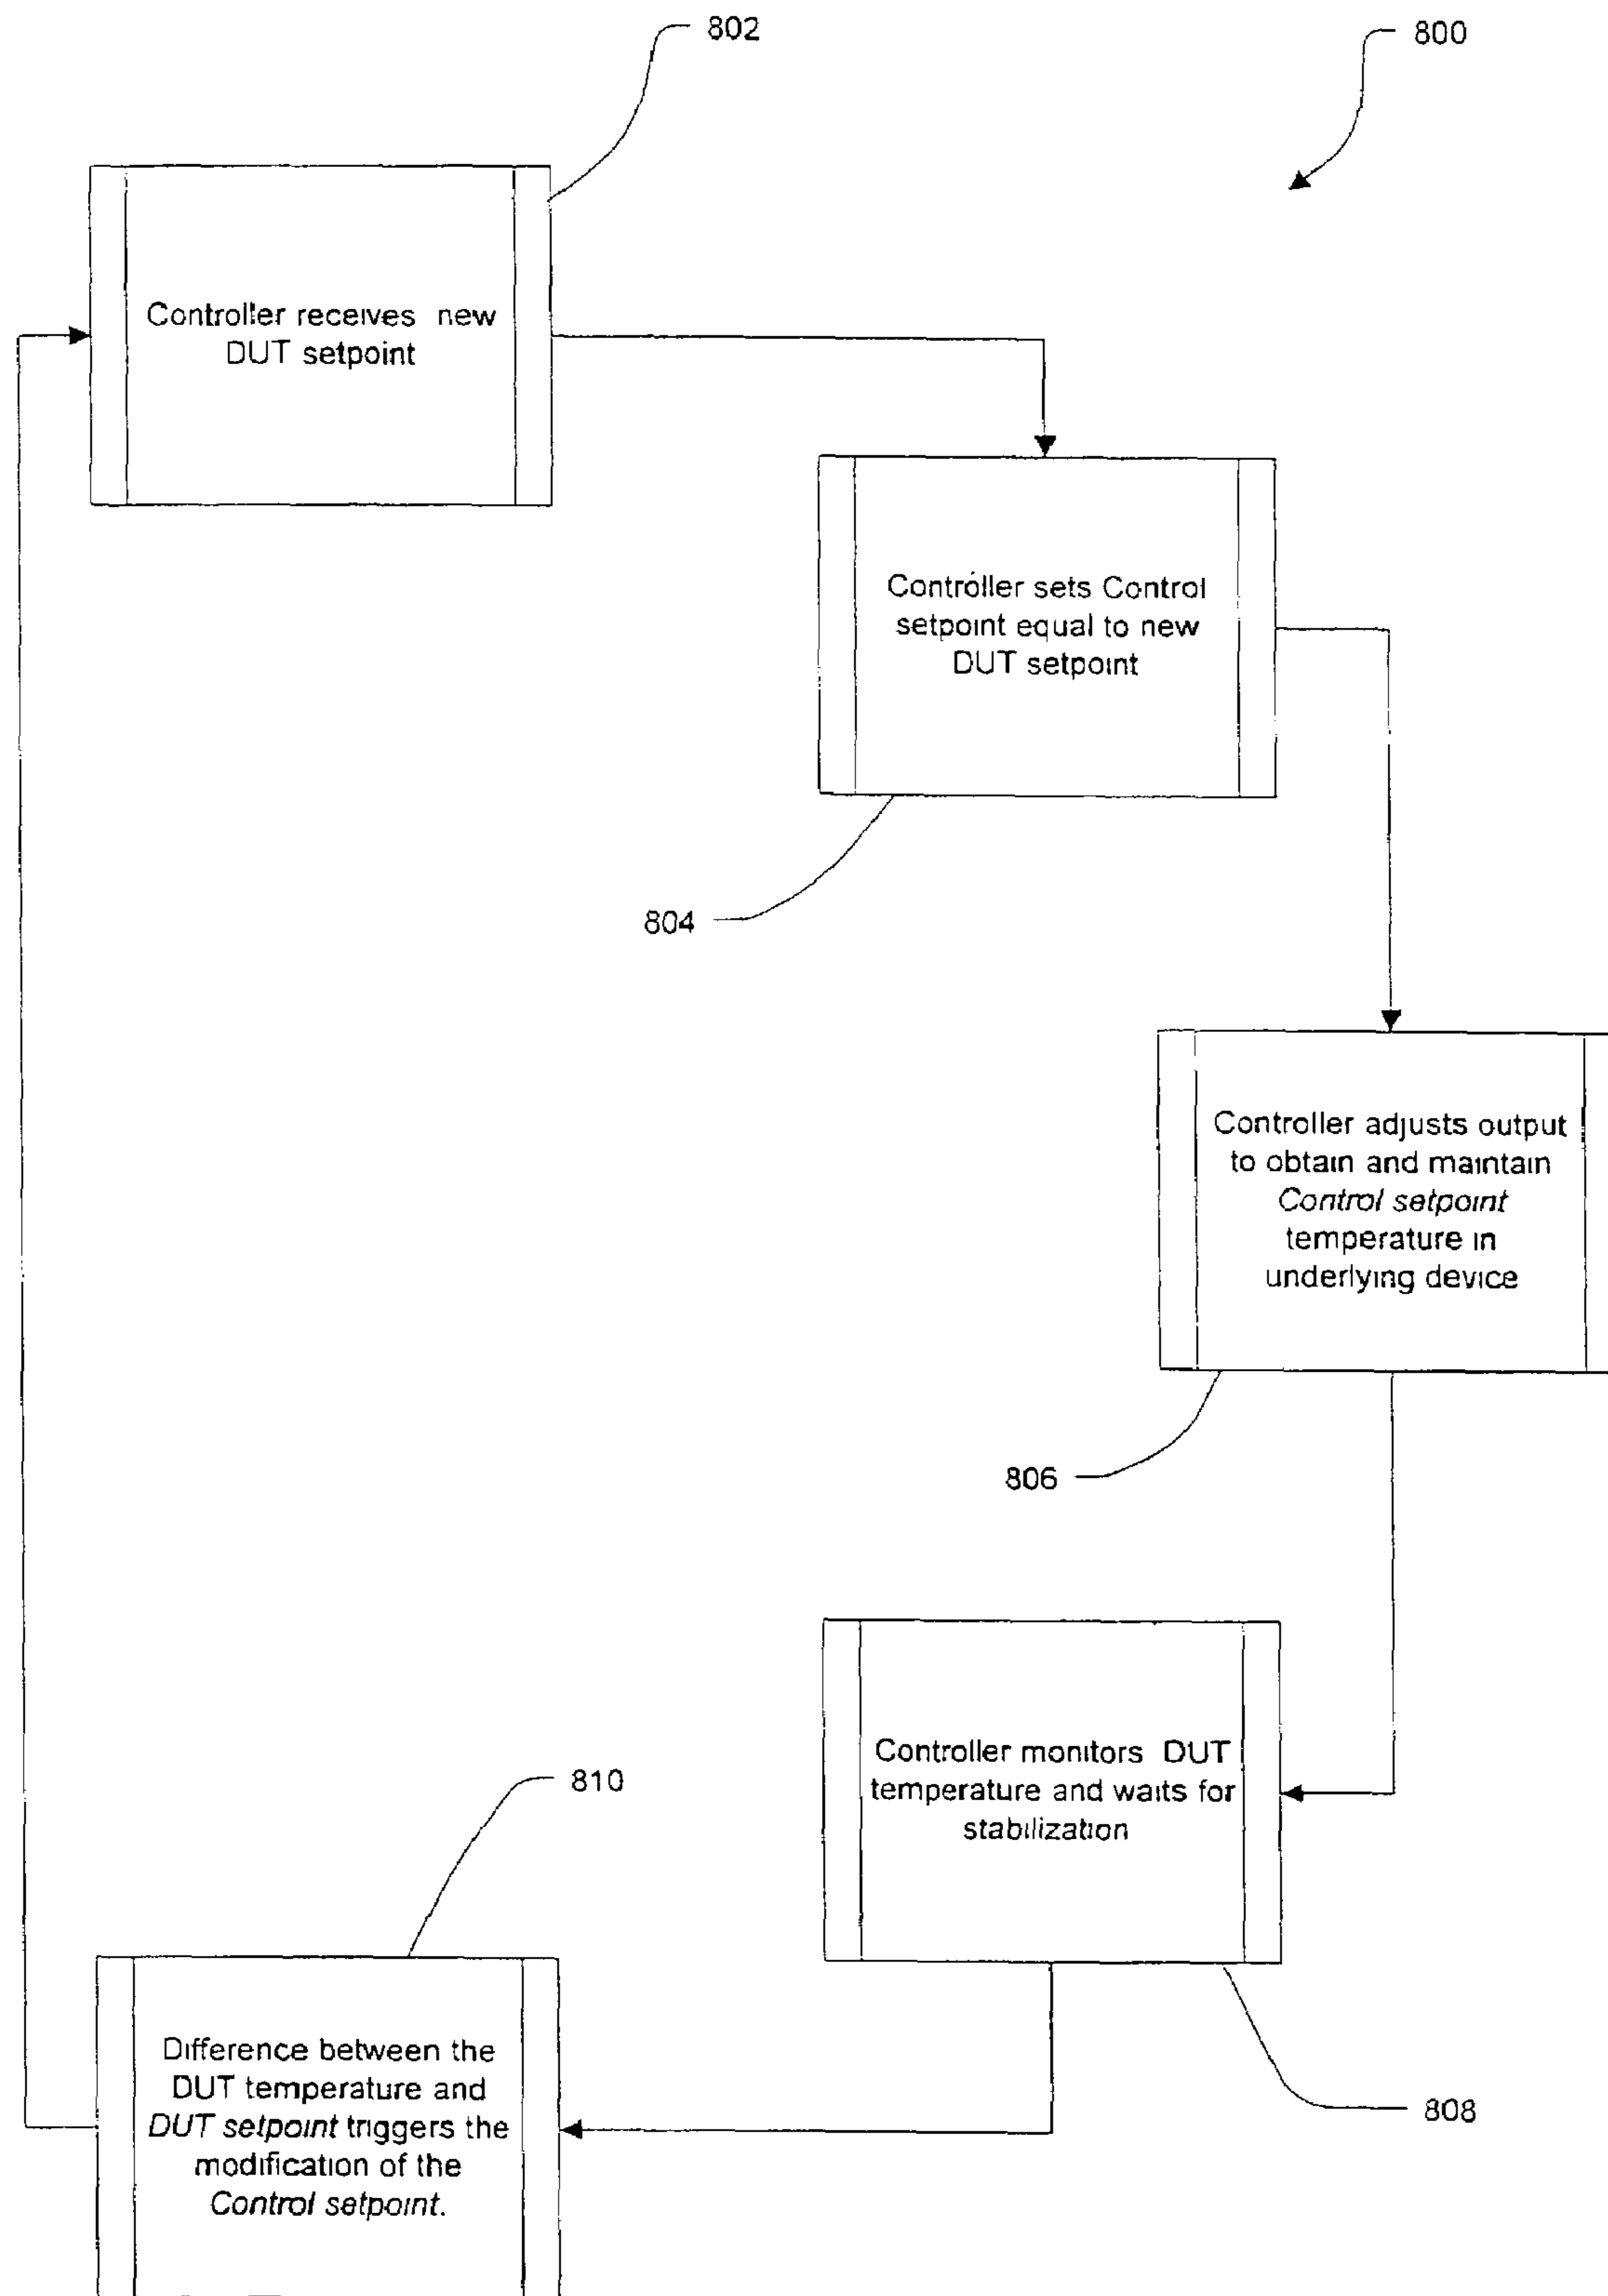 802
800
Controller receives new
DUT setpoint
Controller sets Control
setpoint equal to new
DUT setpoint
804
Controller adjusts output
to obtain and maintain
Control setpoint
temperature in
underlying device
806
Controller monitors DUT
temperature and waits for
stabilization
810
Difference between the
DUT temperature and
DUT setpoint triggers the
modification of the
Control setpoint.
808